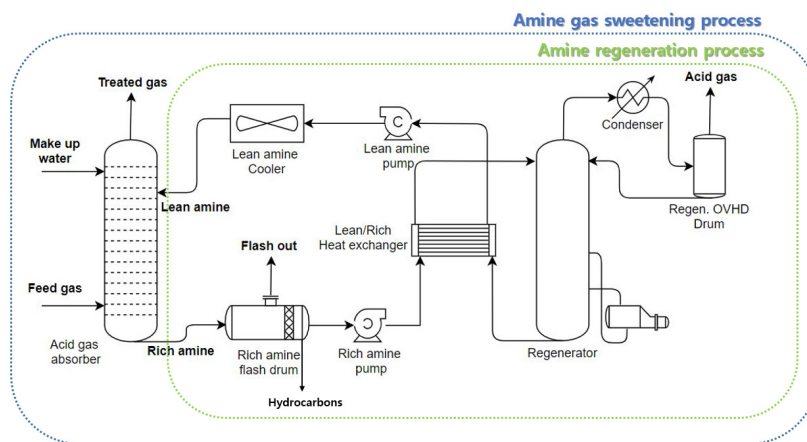 Amine gas sweetening process
Amine regeneration process
Treated gas
Acid gas
Condenser
Make up
water
Lean amine
Cooler
Lean amine
pump
Lean amine
Regen. OVHD
Drum
Lean/Rich
Heat exchanger
Flash out
Feed gas
Acid gas
absorber
Rich amine
Rich amine
flash drum
Rich amine
pump
Regenerator
Hydrocarbons